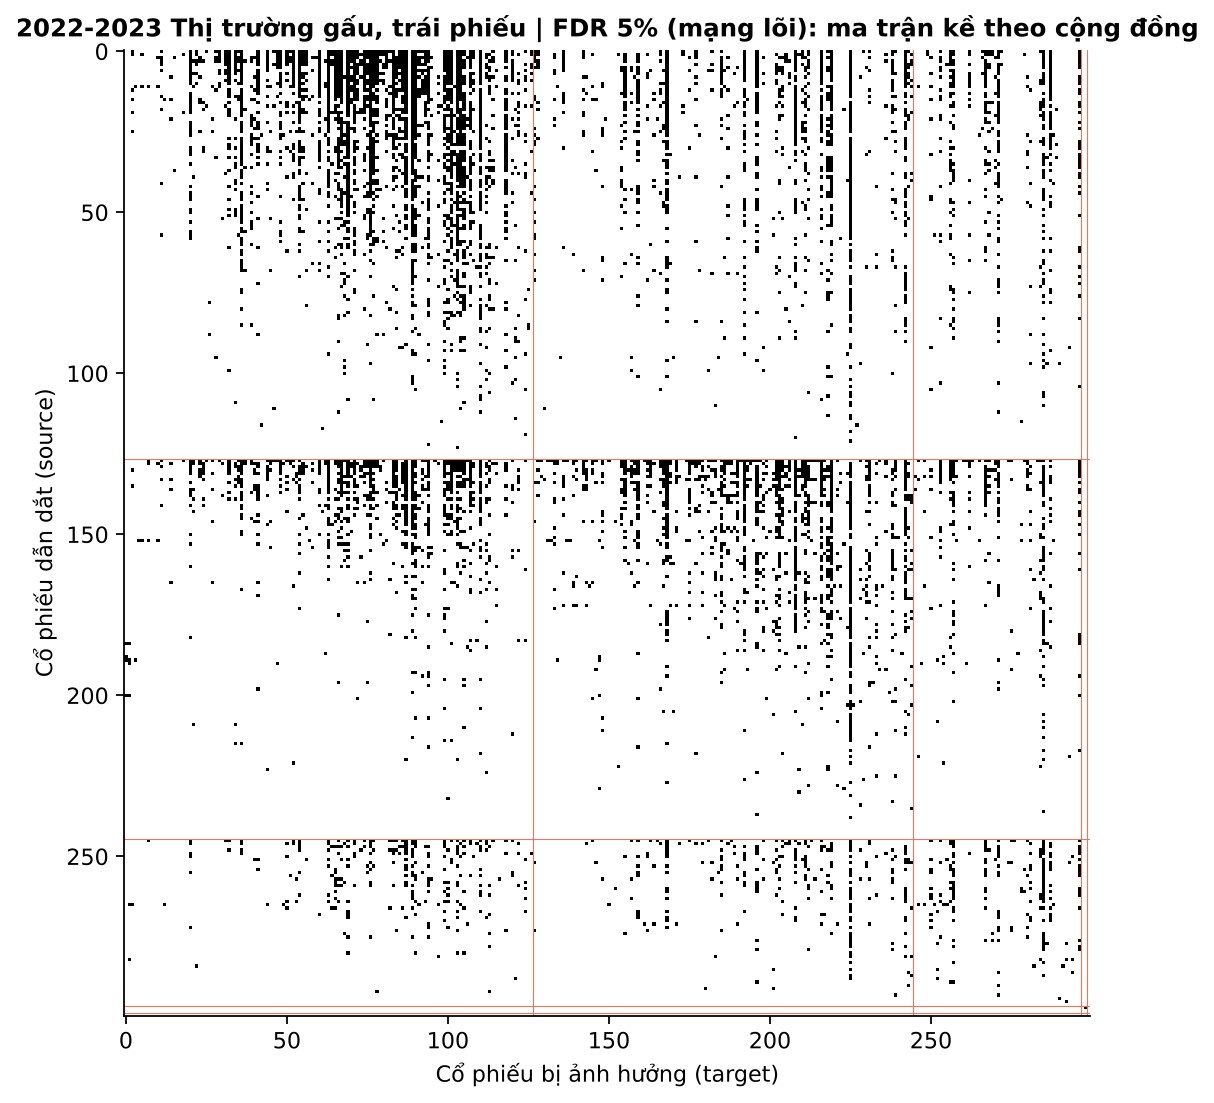 2022-2023 Thị trường gấu, trái phiếu | FDR 5% (mạng lõi): ma trận kề theo cộng đồng
0
50
100
150
200
250
Cổ phiếu dẫn dắt (source)
0 50 100 150 200 250
Cổ phiếu bị ảnh hưởng (target)